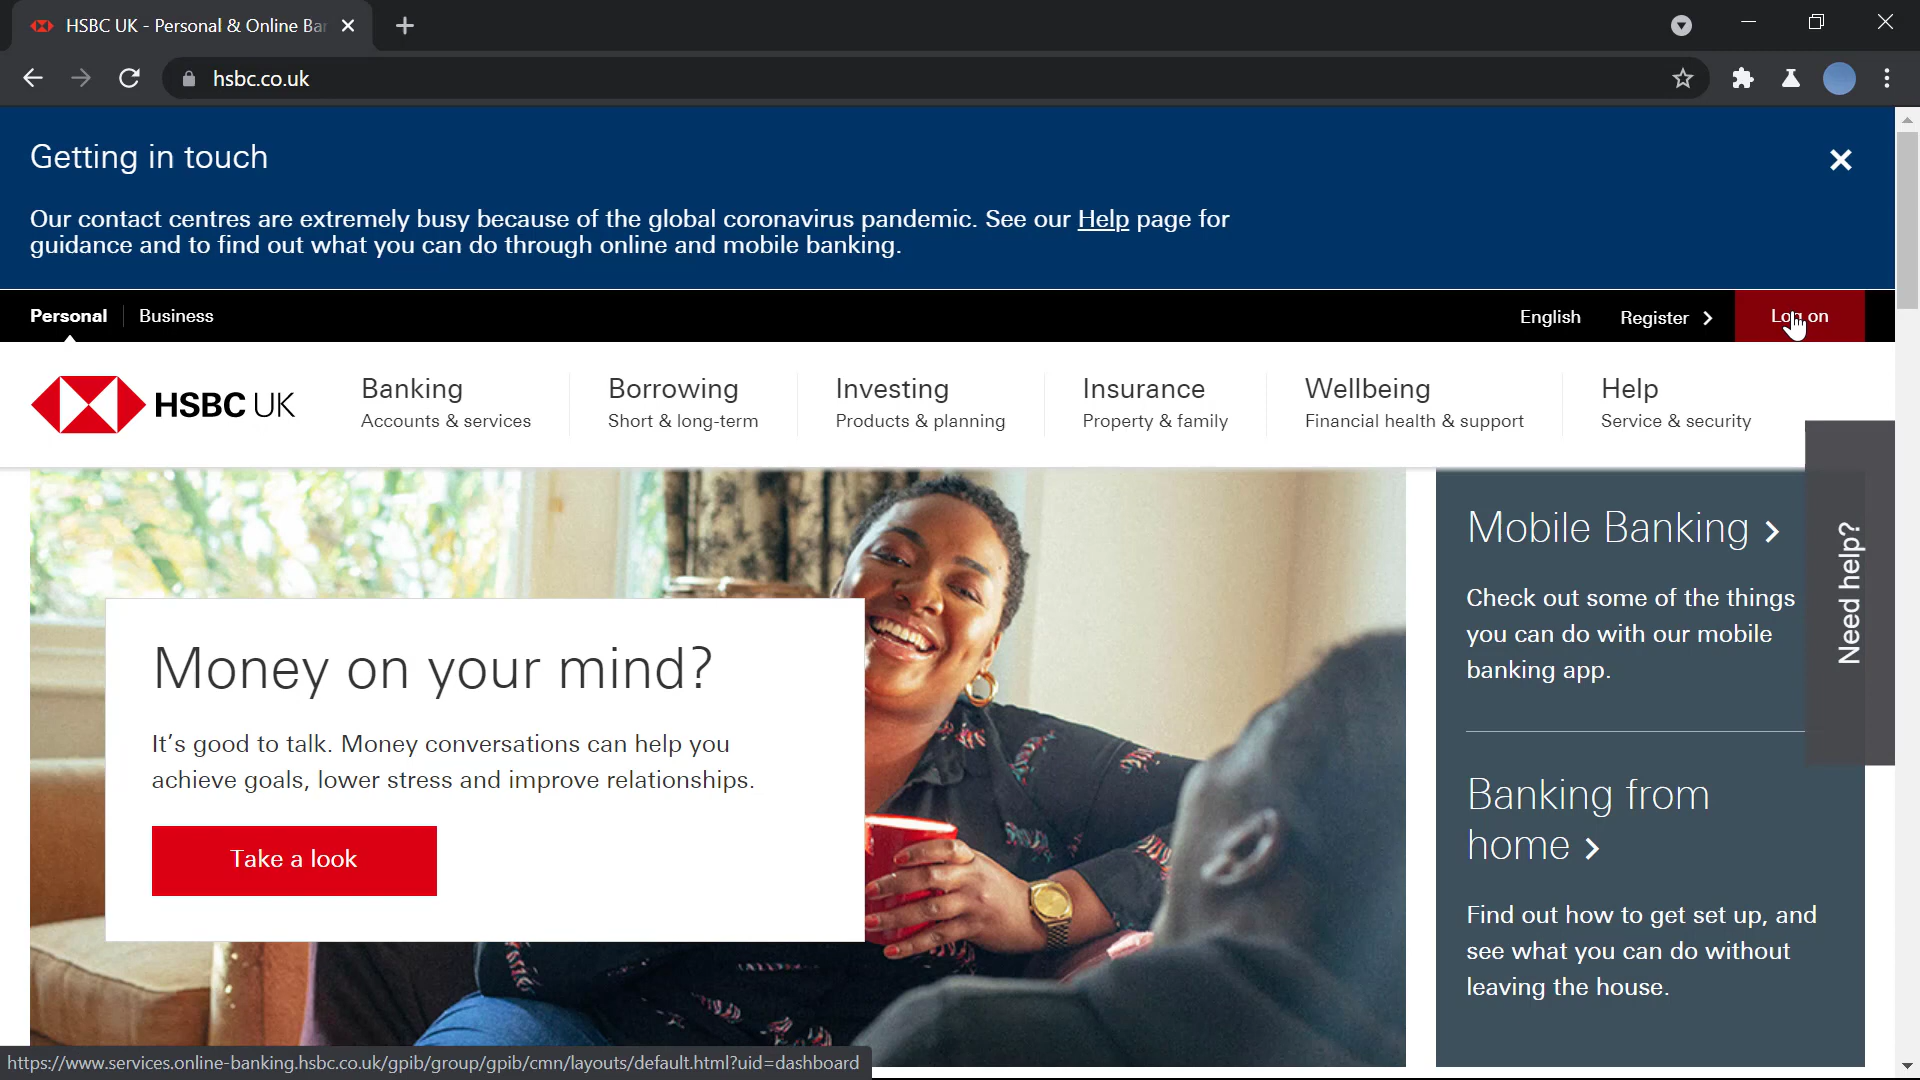 HSBC UK - Personal & Online Ba
hsbc.co.uk
Getting in touch
Our contact centres are extremely busy because of the global coronavirus pandemic. See our Help page for
guidance and to find out what you can do through online and mobile banking.
Personal
Business
English
Register
Log on
HSBC UK
Banking
Accounts & services
Borrowing
Short & long-term
Investing
Products & planning
Insurance
Property & family
Wellbeing
Financial health & support
Help
Service & security
Money on your mind?
It's good to talk. Money conversations can help you
achieve goals, lower stress and improve relationships.
Take a look
Mobile Banking
Check out some of the things
you can do with our mobile
banking app.
Banking from
home
Find out how to get set up, and
see what you can do without
leaving the house.
Need help?
https://www.services.online-banking.hsbc.co.uk/gpib/group/gpib/cmn/layouts/default.html?uid=dashboard